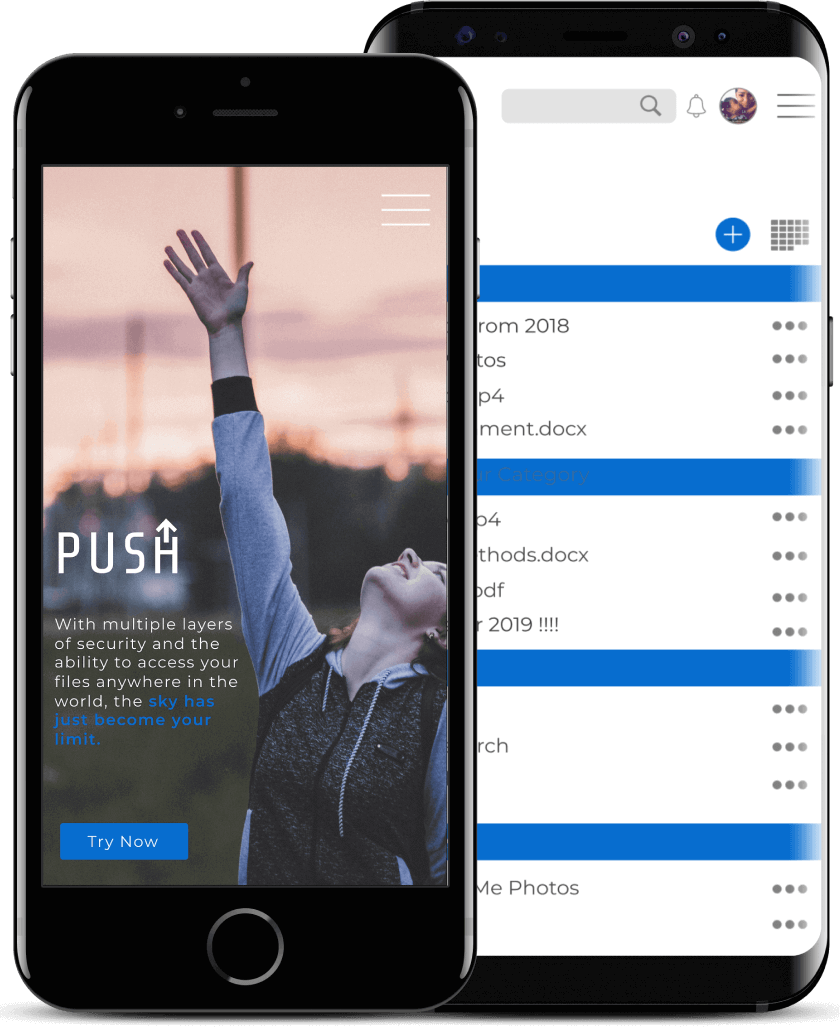 PUSH
With multiple layers
of security and the
ability to access your
files anywhere in the
world, the sky has
just become your
limit.
Try Now
rom 2018
tos
p4
ment.docx
Category
p4
thods.docx
pdf
r 2019 !!!!
rch
Me Photos